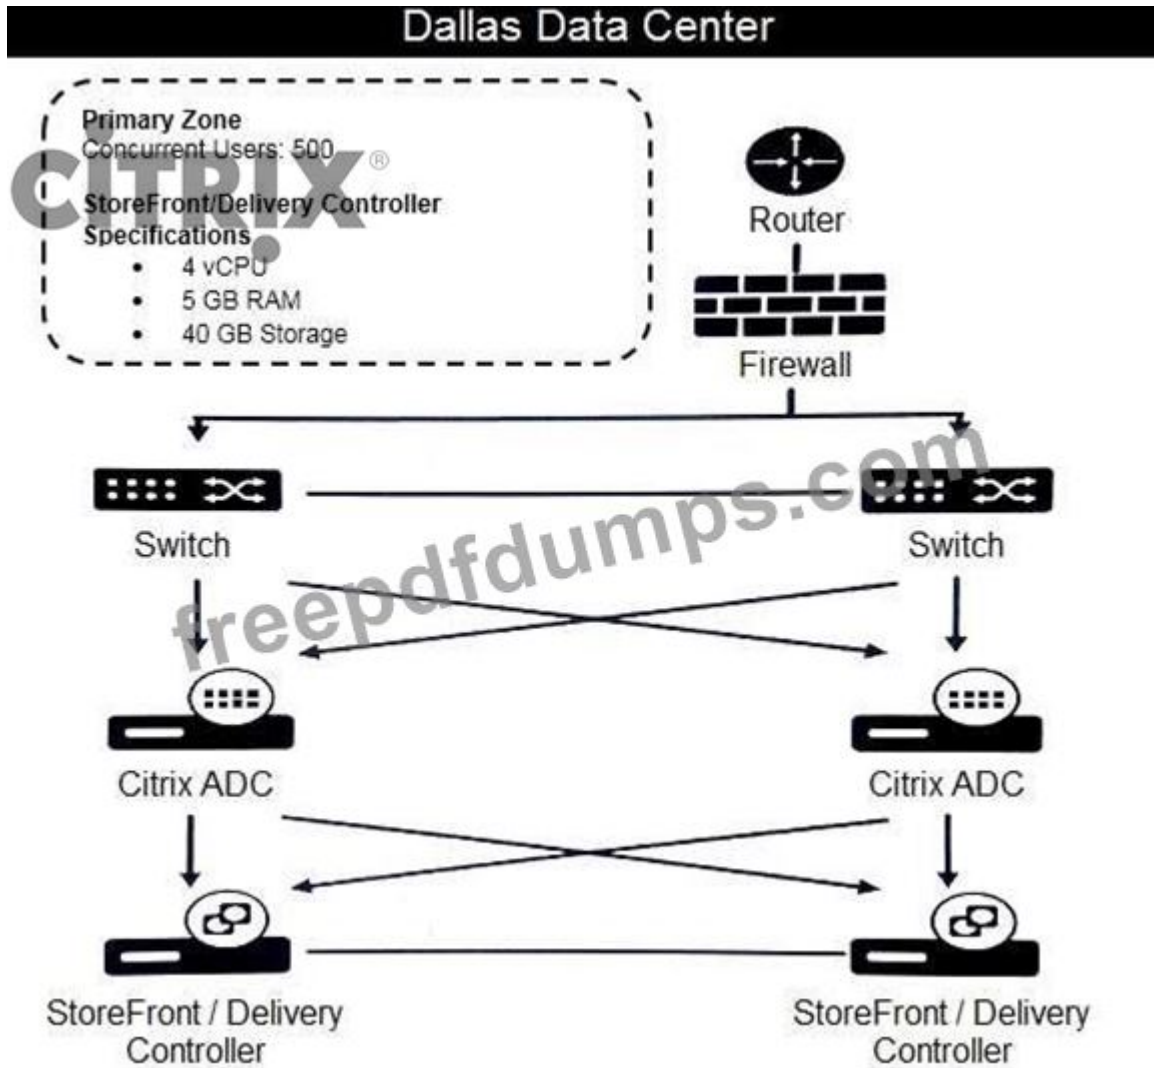 Dallas Data Center
Primary Zone
Concurrent Users: 500
CiTRiX®
StoreFront/Delivery Controller
Specifications
• 4 vCPU
• 5 GB RAM
• 40 GB Storage
Router
Firewall
Switch
Switch
freepdfdumps.com
Citrix ADC
Citrix ADC
StoreFront / Delivery
Controller
StoreFront / Delivery
Controller